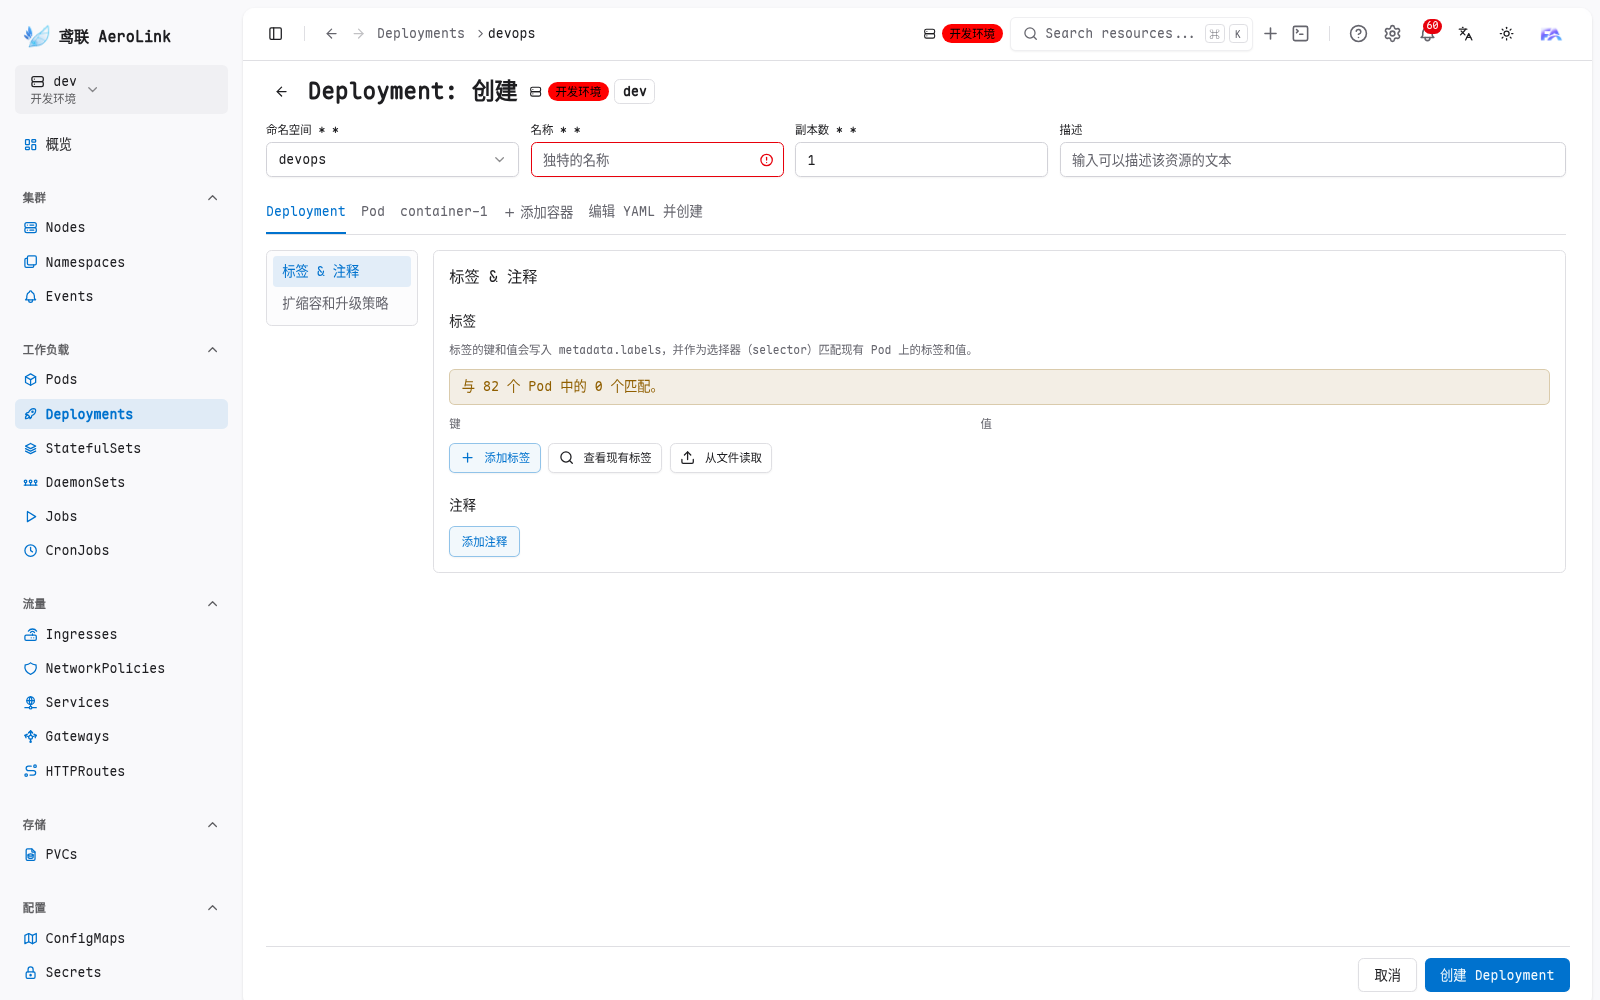 鸢联 AeroLink
dev
开发环境
概览
集群
Nodes
Namespaces
Events
工作负载
Pods
Deployments
StatefulSets
DaemonSets
Jobs
CronJobs
流量
Ingresses
NetworkPolicies
Services
Gateways
HTTPRoutes
存储
PVCs
配置
ConfigMaps
Secrets
Deployments > devops
开发环境
Search resources... ⌘ K
60
Deployment: 创建 开发环境 dev
命名空间 * *
devops
名称 * *
独特的名称
副本数 * *
1
描述
输入可以描述该资源的文本
Deployment Pod container-1 + 添加容器 编辑 YAML 并创建
标签 & 注释
扩缩容和升级策略
标签 & 注释
标签
标签的键和值会写入 metadata.labels，并作为选择器（selector）匹配现有 Pod 上的标签和值。
与 82 个 Pod 中的 0 个匹配。
键 值
添加标签 查看现有标签 从文件读取
注释
添加注释
取消 创建 Deployment